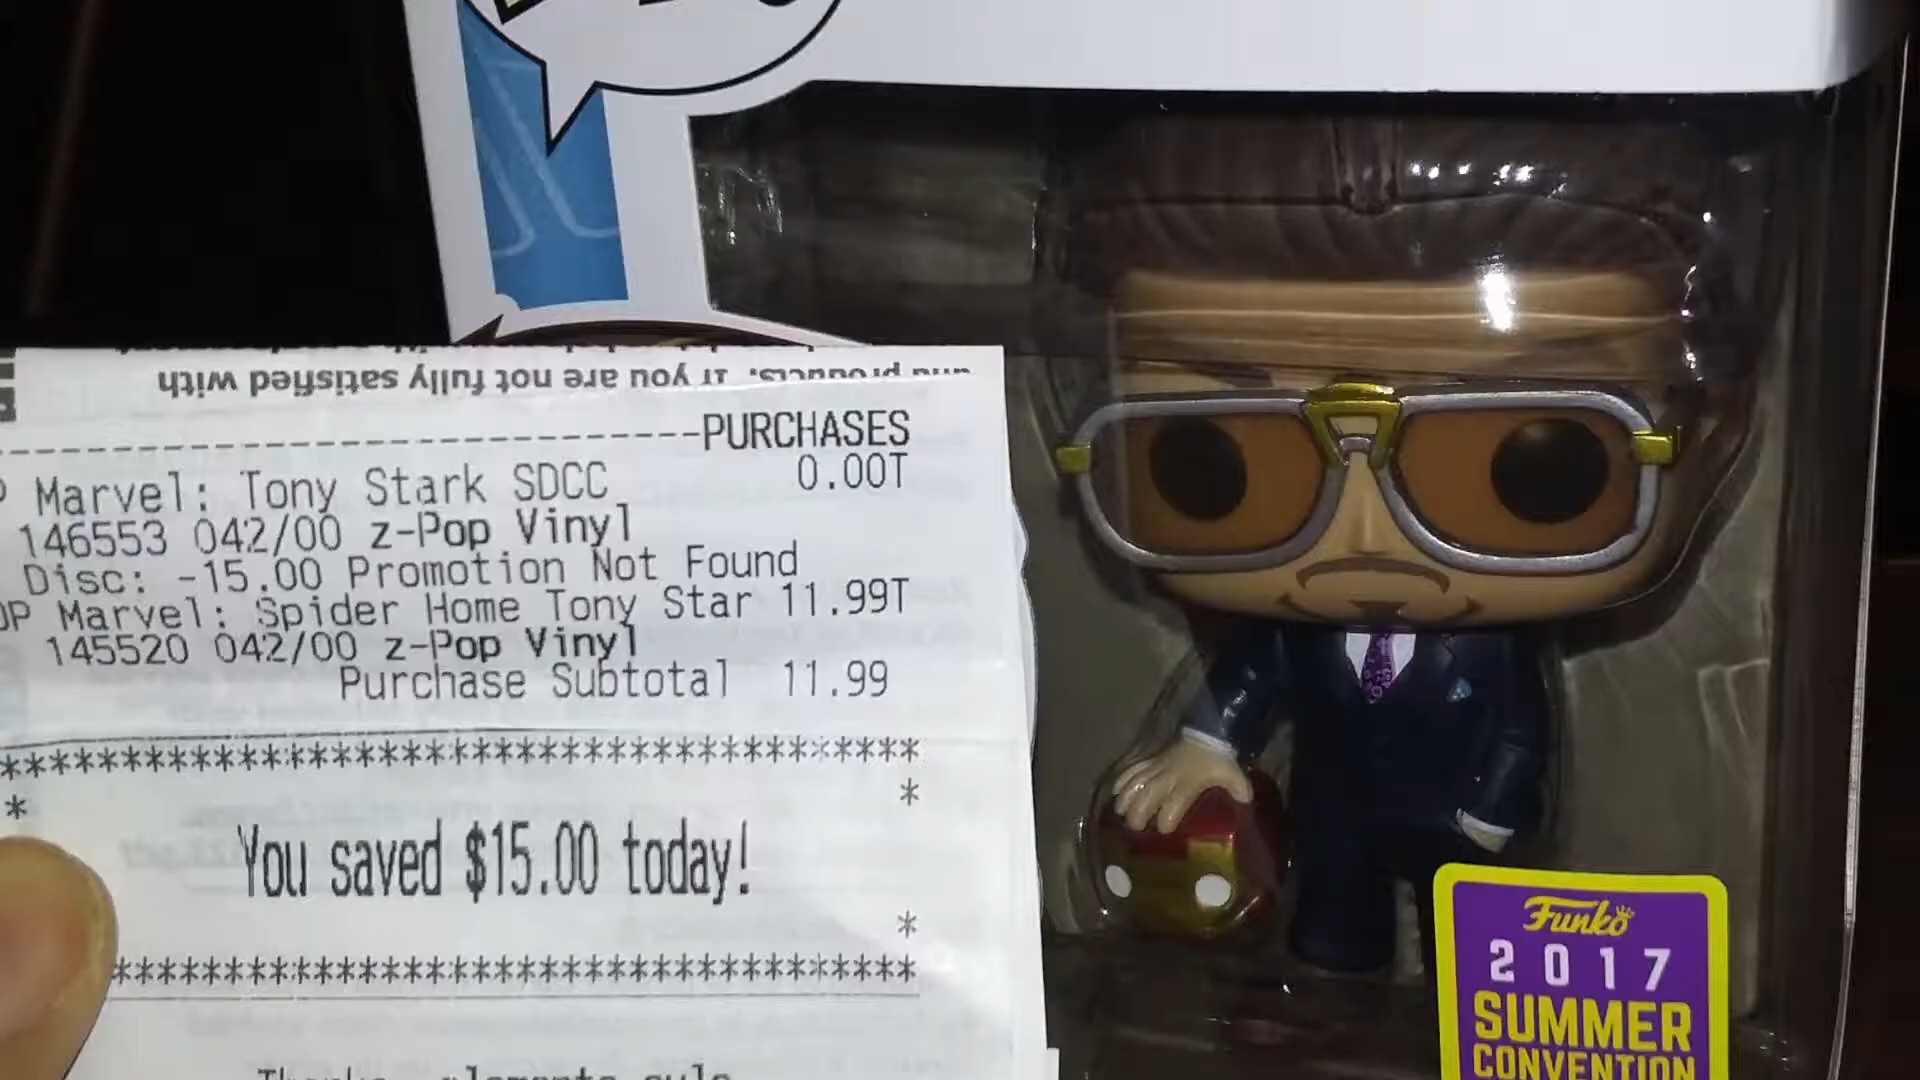 and products. If you are not fully satisfied with
------------------------------PURCHASES
P Marvel: Tony Stark SDCC 0.00T
146553 042/00 z-Pop Vinyl
Disc: -15.00 Promotion Not Found
OP Marvel: Spider Home Tony Star 11.99T
145520 042/00 z-Pop Vinyl
Purchase Subtotal 11.99
***************************************
* *
You saved $15.00 today!
*
***********************************
Funko
2017
SUMMER
CONVENTION